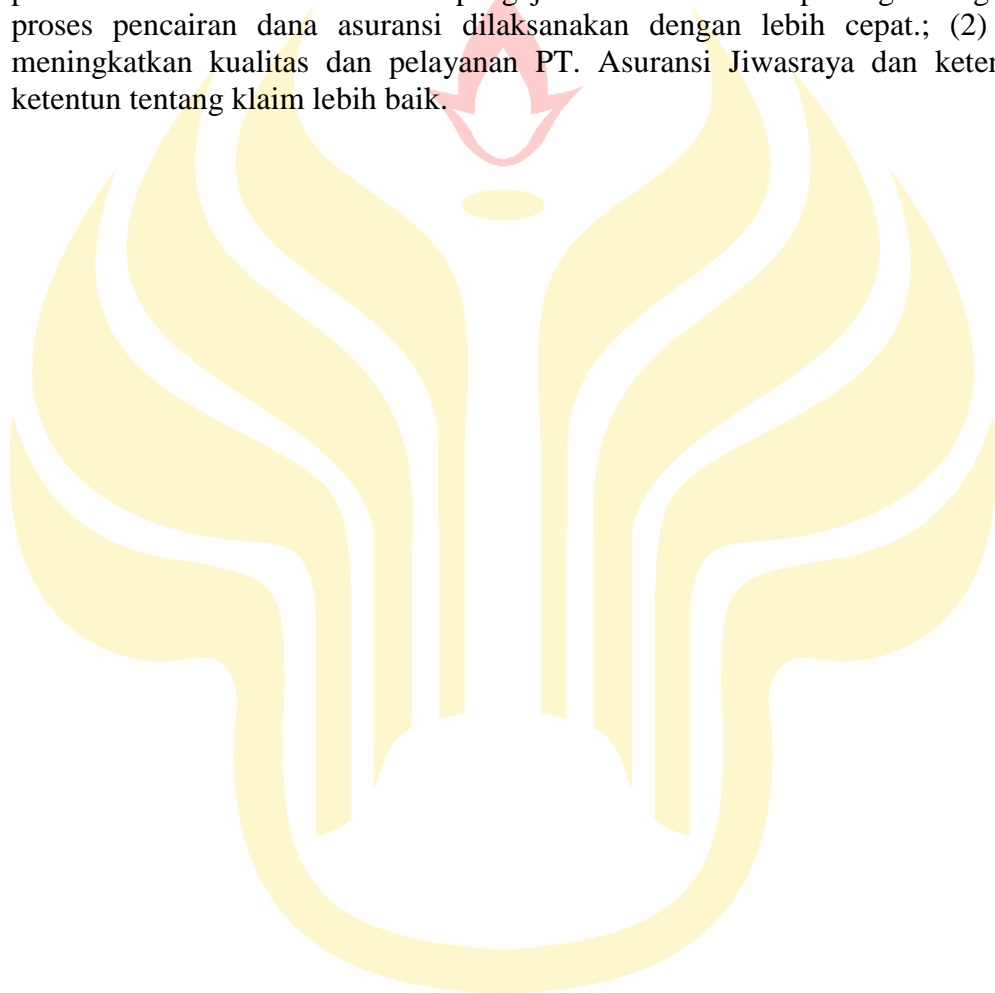 proses pencairan dana asuransi dilaksanakan dengan lebih cepat.; (2)
meningkatkan kualitas dan pelayanan PT. Asuransi Jiwasraya dan keten
ketentun tentang klaim lebih baik.